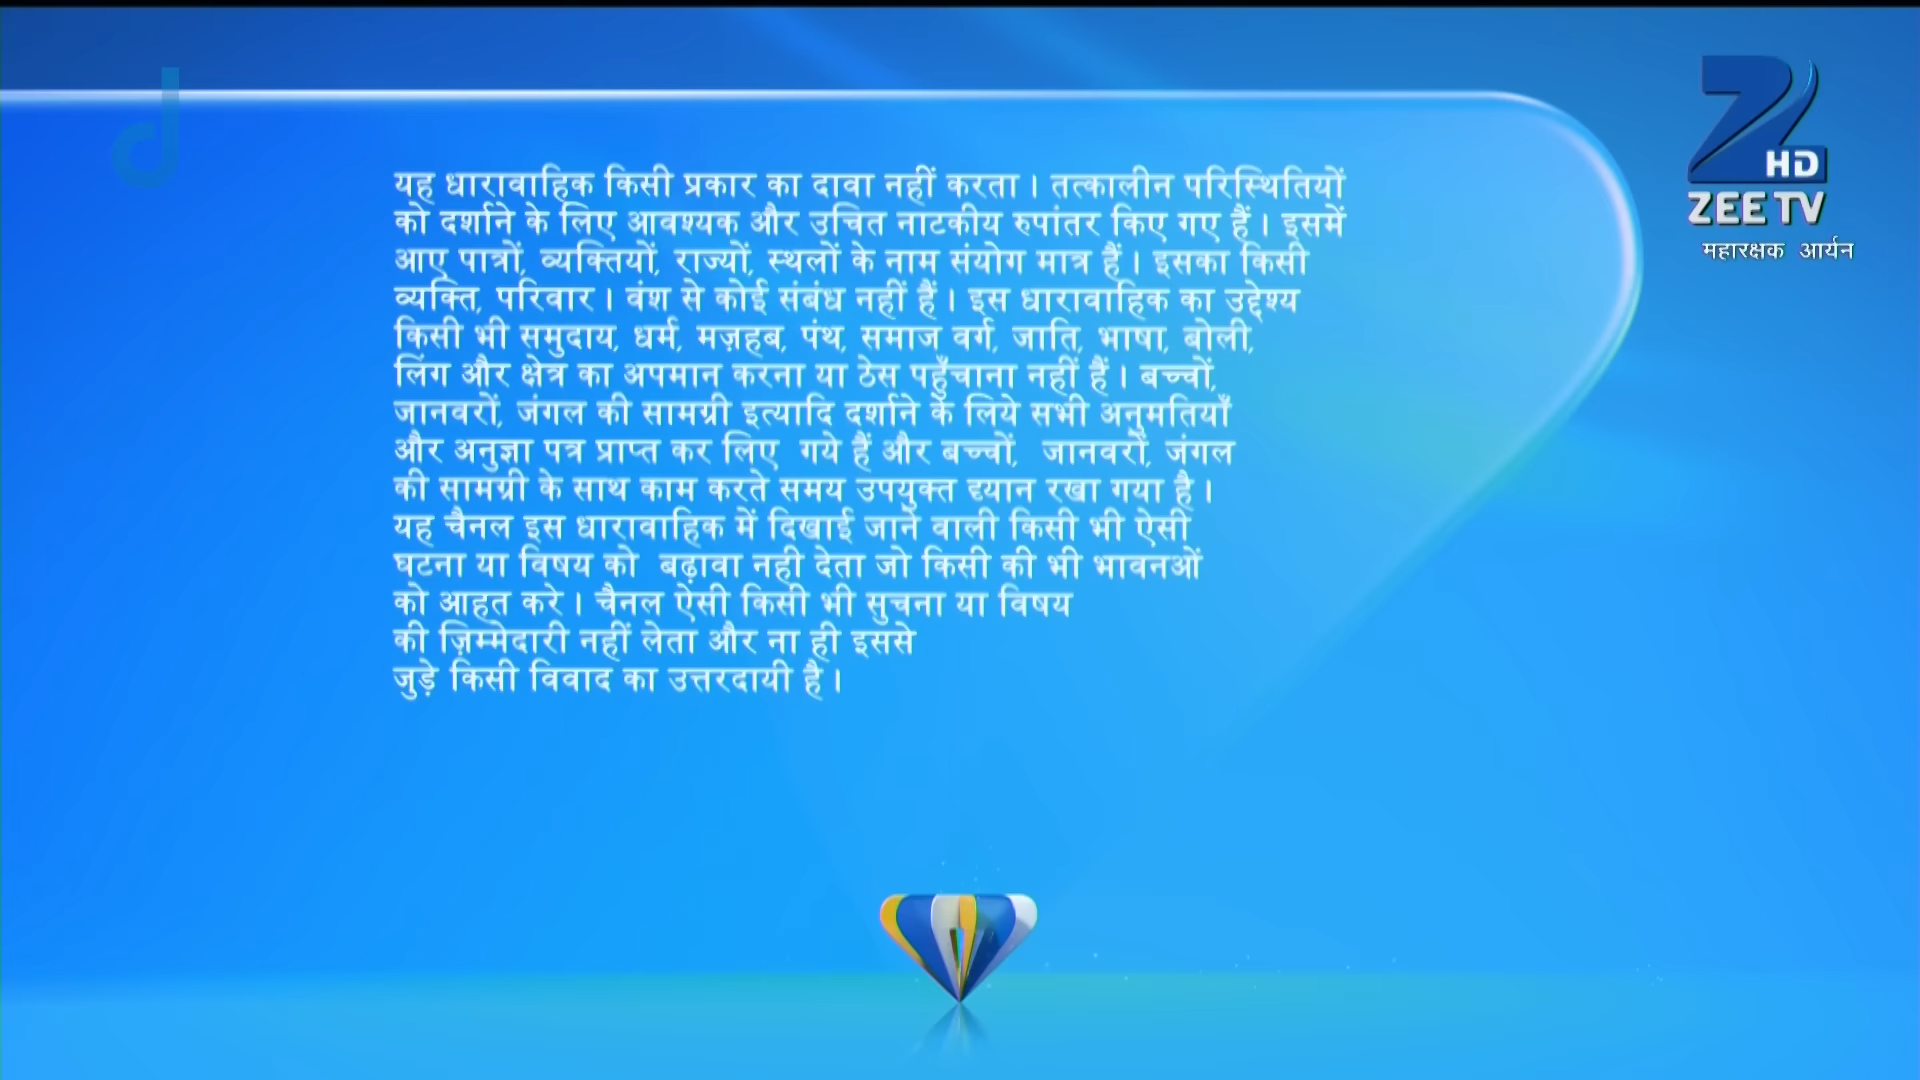 यह धारावाहिक किसी प्रकार का दावा नहीं करता । तत्कालीन परिस्थितियों
को दर्शाने के लिए आवश्यक और उचित नाटकीय रुपांतर किए गए हैं । इसमें
आए पात्रों, व्यक्तियों, राज्यों, स्थलों के नाम संयोग मात्र हैं । इसका किसी
व्यक्ति, परिवार । वंश से कोई संबंध नहीं हैं । इस धारावाहिक का उद्देश्य
किसी भी समुदाय, धर्म, मज़हब, पंथ, समाज वर्ग, जाति, भाषा, बोली,
लिंग और क्षेत्र का अपमान करना या ठेस पहुँचाना नहीं हैं । बच्चों,
जानवरों, जंगल की सामग्री इत्यादि दर्शाने के लिये सभी अनुमतियाँ
और अनुज्ञा पत्र प्राप्त कर लिए गये हैं और बच्चों, जानवरों, जंगल
की सामग्री के साथ काम करते समय उपयुक्त द्यान रखा गया है ।
यह चैनल इस धारावाहिक में दिखाई जाने वाली किसी भी ऐसी
घटना या विषय को बढ़ावा नही देता जो किसी की भी भावनओं
को आहत करे । चैनल ऐसी किसी भी सुचना या विषय
की ज़िम्मेदारी नहीं लेता और ना ही इससे
जुड़े किसी विवाद का उत्तरदायी है ।
HD
ZEE TV
महारक्षक आर्यन
d